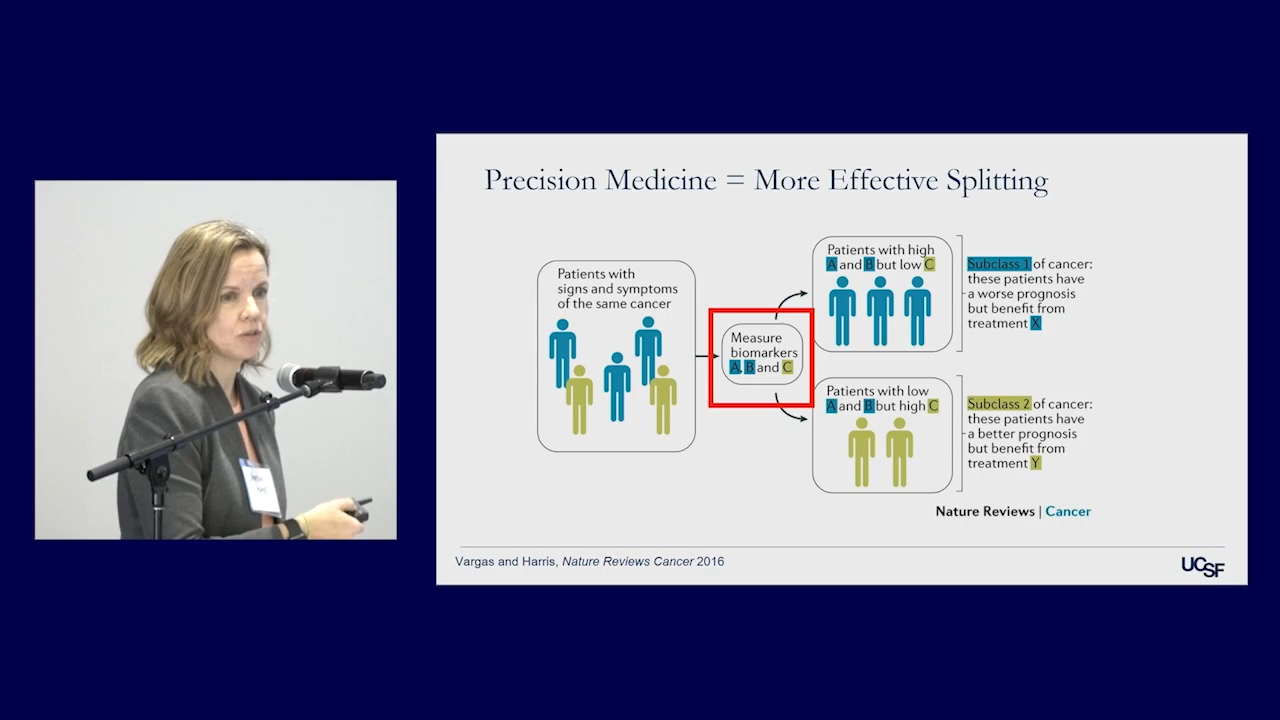 Precision Medicine = More Effective Splitting
Patients with
signs and symptoms
of the same cancer
Measure
biomarkers
A, B and C
Patients with high
A and B but low C
Subclass 1 of cancer:
these patients have
a worse prognosis
but benefit from
treatment X
Patients with low
A and B but high C
Subclass 2 of cancer:
these patients have
a better prognosis
but benefit from
treatment Y
Nature Reviews | Cancer
Vargas and Harris, Nature Reviews Cancer 2016
UCSF